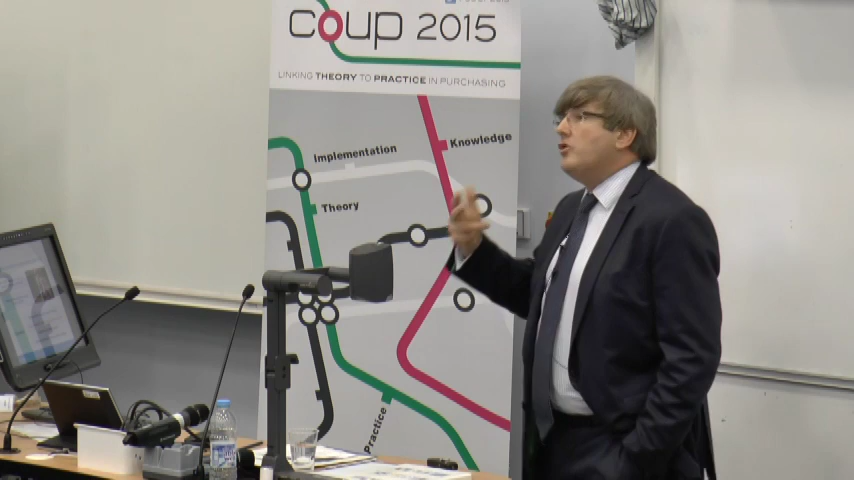 COUP 2015
LINKING THEORY TO PRACTICE IN PURCHASING
Knowledge
Implementation
Theory
Practice